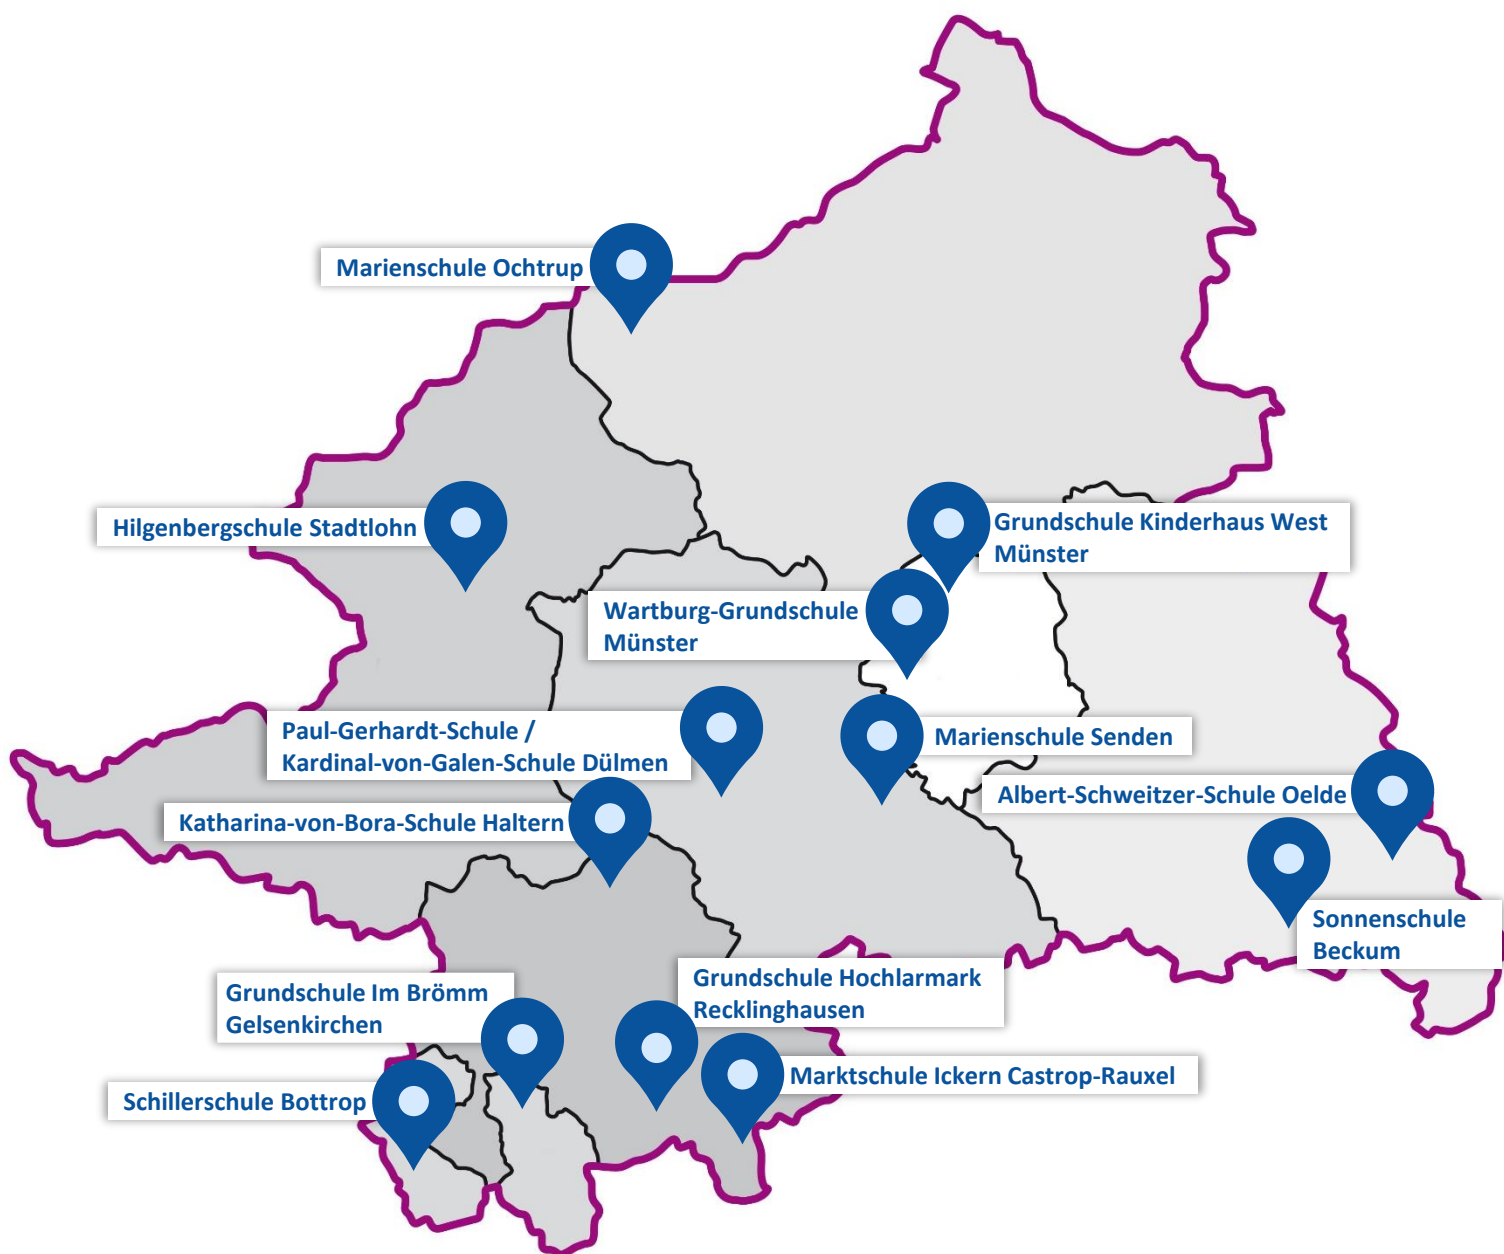 Marienschule Ochtrup
Hilgenbergschule Stadtlohn
Grundschule Kinderhaus West
Münster
Wartburg-Grundschule
Münster
Paul-Gerhardt-Schule /
Kardinal-von-Galen-Schule Dülmen
Marienschule Senden
Albert-Schweitzer-Schule Oelde
Katharina-von-Bora-Schule Haltern
Sonnenschule
Beckum
Grundschule Hochlarmark
Recklinghausen
Grundschule Im Brömm
Gelsenkirchen
Marktschule Ickern Castrop-Rauxel
Schillerschule Bottrop